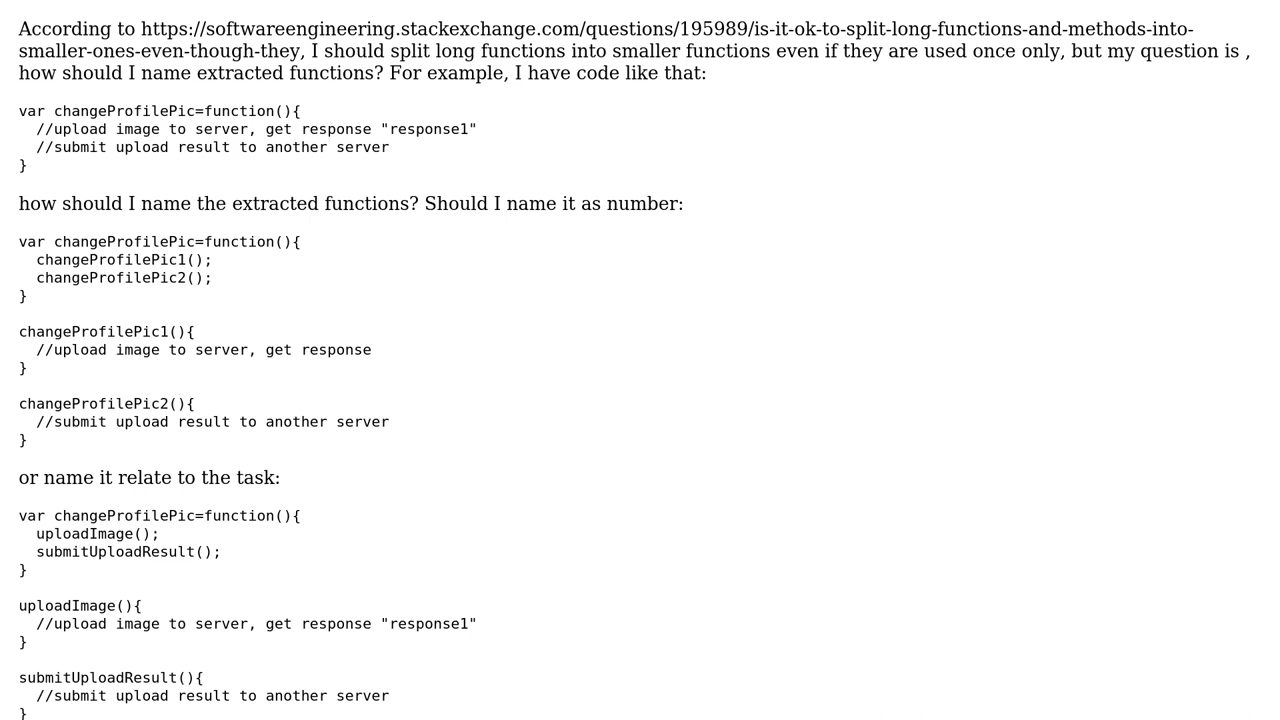 According to https://softwareengineering.stackexchange.com/questions/195989/is-it-ok-to-split-long-functions-and-methods-into-
smaller-ones-even-though-they, I should split long functions into smaller functions even if they are used once only, but my question is ,
how should I name extracted functions? For example, I have code like that:
var changeProfilePic=function(){
  //upload image to server, get response "response1"
  //submit upload result to another server
}
how should I name the extracted functions? Should I name it as number:
var changeProfilePic=function(){
  changeProfilePic1();
  changeProfilePic2();
}
changeProfilePic1(){
  //upload image to server, get response
}
changeProfilePic2(){
  //submit upload result to another server
}
or name it relate to the task:
var changeProfilePic=function(){
  uploadImage();
  submitUploadResult();
}
uploadImage(){
  //upload image to server, get response "response1"
}
submitUploadResult(){
  //submit upload result to another server
}